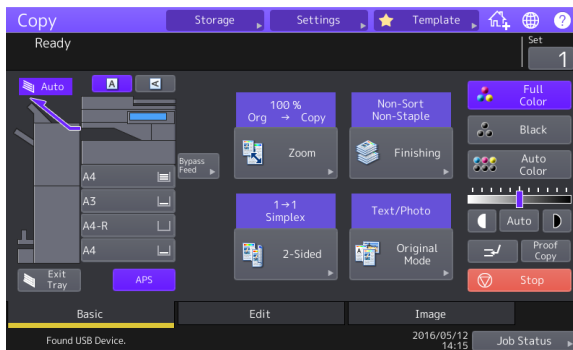 Copy
Storage
Settings
Template
?
Ready
Set
1
Auto
A
A
100 %
Org → Copy
Zoom
Non-Sort
Non-Staple
Finishing
Full
Color
Black
Auto
Color
Bypass
Feed
A4
A3
A4-R
A4
1→1
Simplex
2-Sided
Text/Photo
Original
Mode
Auto
Proof
Copy
Exit
Tray
APS
Stop
Basic
Edit
Image
Found USB Device.
2016/05/12
14:15
Job Status